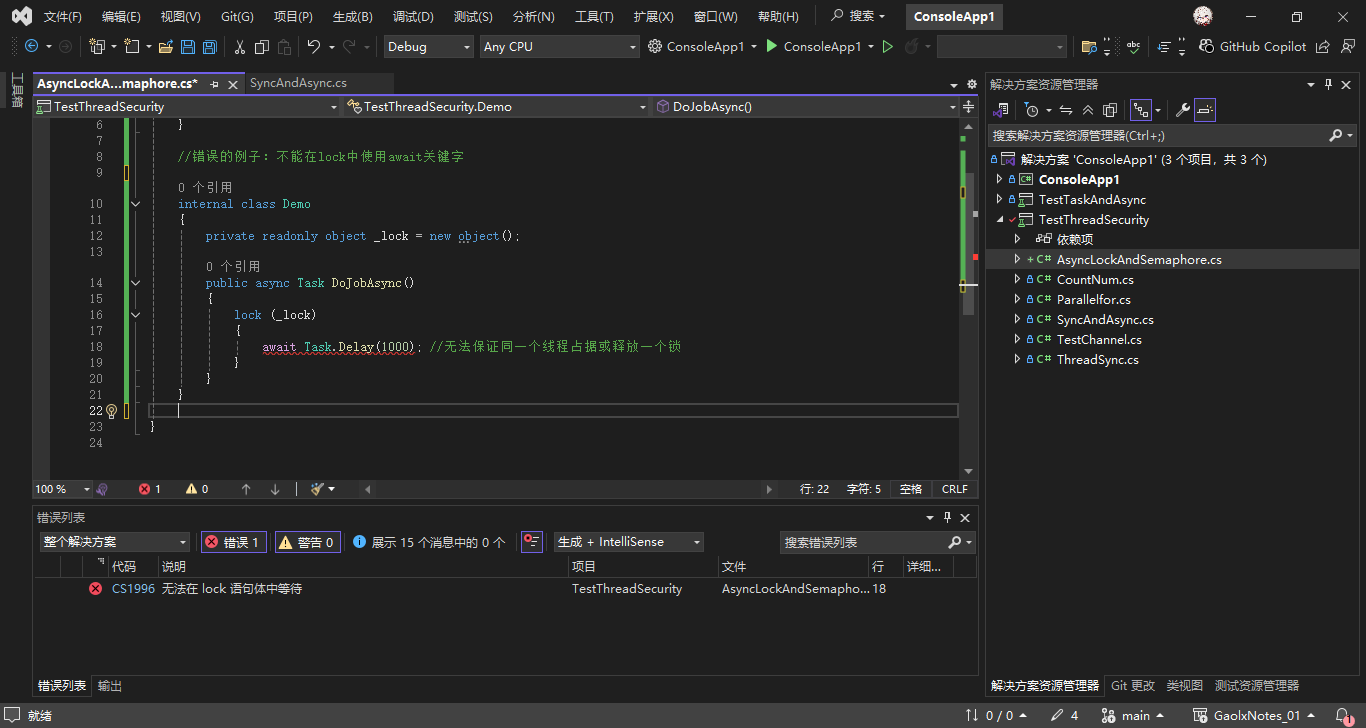 文件(F) 编辑(E) 视图(V) Git(G) 项目(P) 生成(B) 调试(D) 测试(S) 分析(N) 工具(T) 扩展(X) 窗口(W) 帮助(H) 搜索 ConsoleApp1
Debug Any CPU ConsoleApp1 ConsoleApp1 GitHub Copilot
工具箱
AsyncLockA...maphore.cs* SyncAndAsync.cs
TestThreadSecurity TestThreadSecurity.Demo DoJobAsync()
6 }
7
8 //错误的例子：不能在lock中使用await关键字
9
0 个引用
10 internal class Demo
11 {
12 private readonly object _lock = new object();
13
0 个引用
14 public async Task DoJobAsync()
15 {
16 lock (_lock)
17 {
18 await Task.Delay(1000); //无法保证同一个线程占据或释放一个锁
19 }
20 }
21 }
22
23 }
24
100 % 1 0 行: 22 字符: 5 空格 CRLF
错误列表
整个解决方案 错误 1 警告 0 展示 15 个消息中的 0 个 生成 + IntelliSense 搜索错误列表
代码 说明 项目 文件 行 详细...
CS1996 无法在 lock 语句体中等待 TestThreadSecurity AsyncLockAndSemapho... 18
错误列表 输出
解决方案资源管理器
搜索解决方案资源管理器(Ctrl+;)
解决方案 'ConsoleApp1' (3 个项目，共 3 个)
C# ConsoleApp1
TestTaskAndAsync
TestThreadSecurity
依赖项
+ C# AsyncLockAndSemaphore.cs
C# CountNum.cs
C# Parallelfor.cs
C# SyncAndAsync.cs
C# TestChannel.cs
C# ThreadSync.cs
解决方案资源管理器 Git 更改 类视图 测试资源管理器
就绪 0 / 0 4 main GaolxNotes_01 1